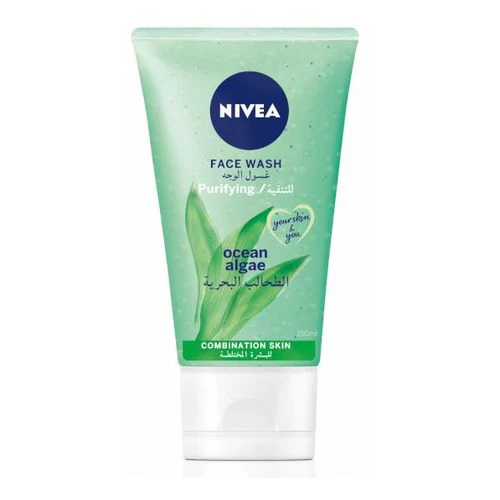 NIVEA
FACE WASH
غسول الوجه
Purifying / للتنقية
your skin
&
you
ocean
algae
الطحالب البحرية
150ml
COMBINATION SKIN
للبشرة المختلطة